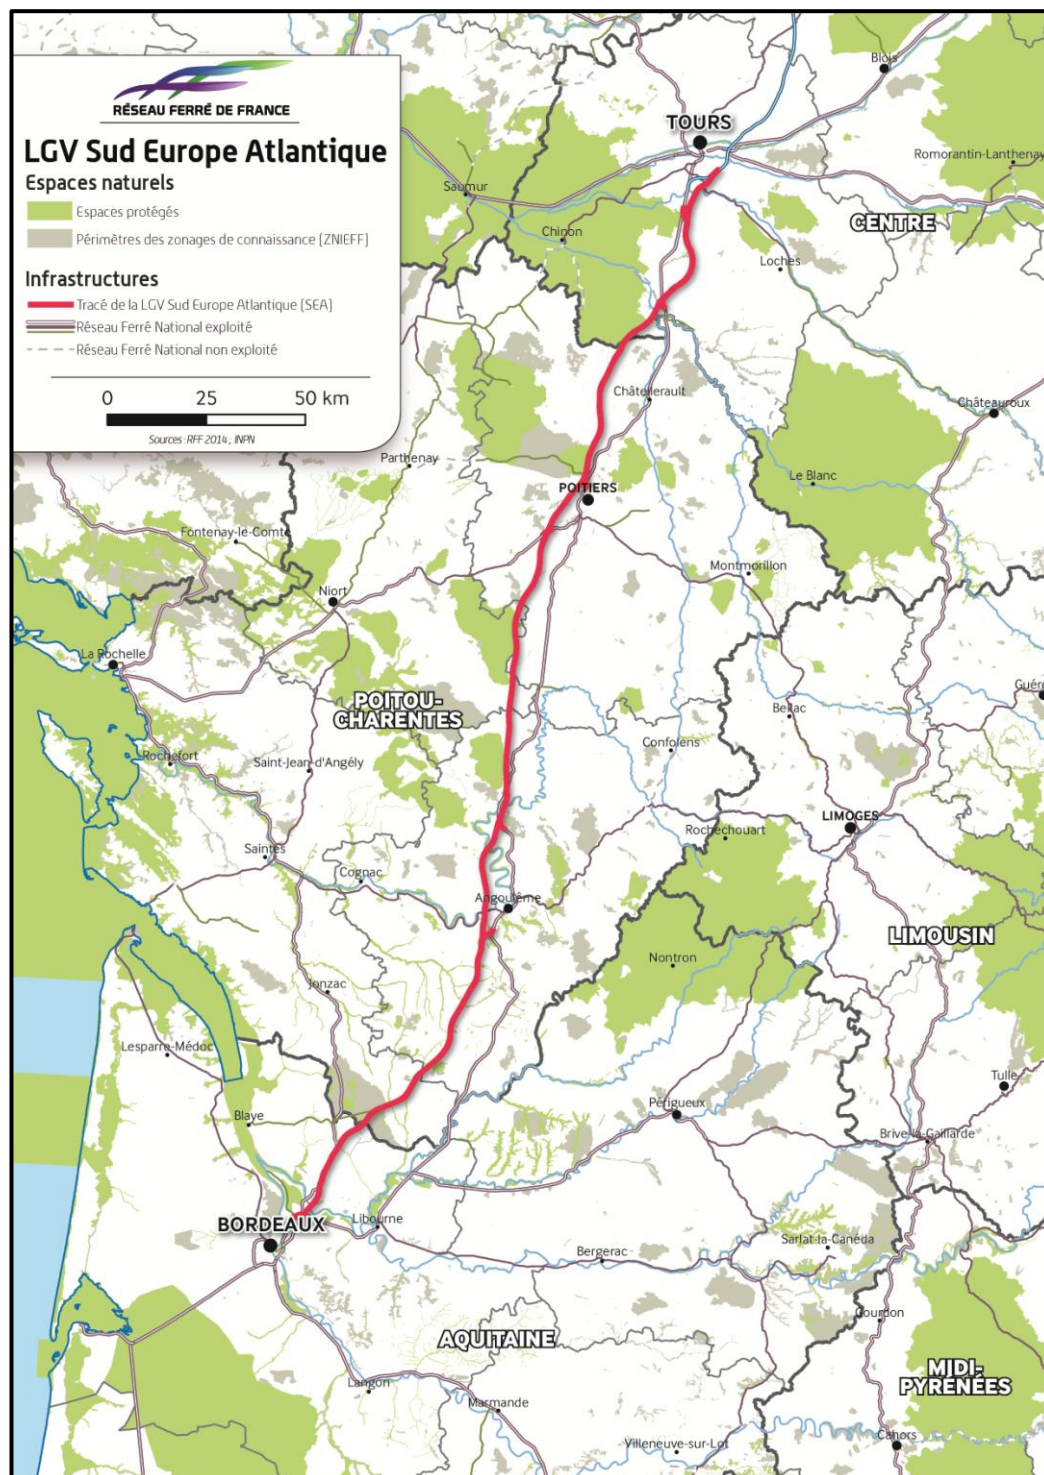 RÉSEAU FERRÉ DE FRANCE
LGV Sud Europe Atlantique
Espaces naturels
Espaces protégés
Périmètres des zonages de connaissance (ZNIEFF)
Infrastructures
Tracé de la LGV Sud Europe Atlantique (SEA)
Réseau Ferré National exploité
Réseau Ferré National non exploité
0 25 50 km
Sources : RFF 2014 ; INPN
Blois
TOURS
Romorantin-Lanthenay
Saumur
CENTRE
Chinon
Loches
Châtellerault
Châteauroux
Parthenay
Le Blanc
POITIERS
Fontenay-le-Comte
Montmorillon
Niort
La Rochelle
POITOU-
CHARENTES
Guéret
Bellac
Confolens
Rochefort
Saint-Jean-d'Angély
LIMOGES
Rochechouart
Saintes
Cognac
Angoulême
LIMOUSIN
Nontron
Jonzac
Lesparre-Médoc
Tulle
Périgueux
Blaye
Brive-la-Gaillarde
BORDEAUX
Libourne
Sarlat-la-Canéda
Bergerac
Gourdon
AQUITAINE
MIDI-
PYRÉNÉES
Langon
Marmande
Cahors
Villeneuve-sur-Lot